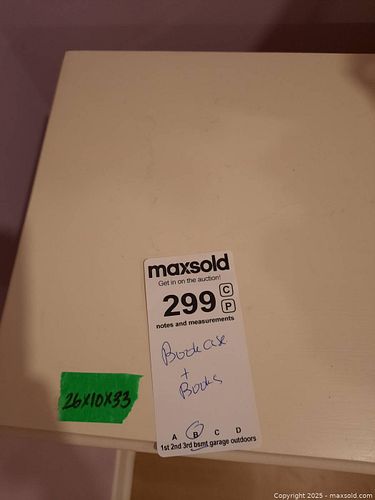 maxsold
Get in on the auction!
299 C
P
notes and measurements
Bookcase
+
Books
26x10x33
A B C D
1st 2nd 3rd bsmt garage outdoors
Copyright 2025 - maxsold.com